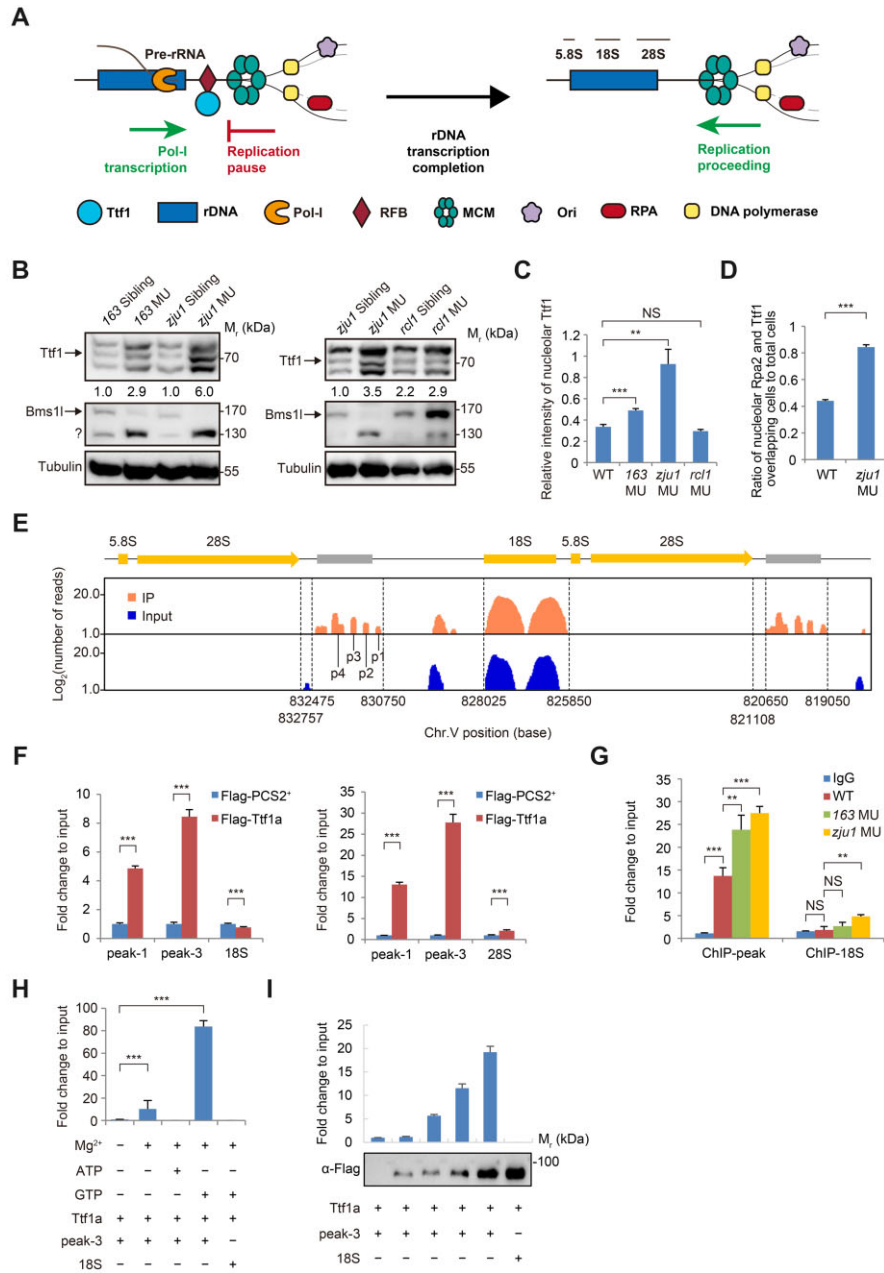 A
Pre-rRNA
Pol-I
transcription
Replication
pause
rDNA
transcription
completion
5.8S 18S 28S
Replication
proceeding
Ttf1 rDNA Pol-I RFB MCM Ori RPA DNA polymerase
B
163 Sibling
163 MU
zju1 Sibling
zju1 MU
Mr (kDa)
Ttf1
70
1.0 2.9 1.0 6.0
Bms1l
170
?
130
Tubulin
55
zju1 Sibling
zju1 MU
rcl1 Sibling
rcl1 MU
Mr (kDa)
Ttf1
70
1.0 3.5 2.2 2.9
Bms1l
170
130
Tubulin
55
C
Relative intensity of nucleolar Ttf1
1.2
1
0.8
0.6
0.4
0.2
0
NS
**
***
WT 163 MU zju1 MU rcl1 MU
D
Ratio of nucleolar Rpa2 and Ttf1
overlapping cells to total cells
1.0
0.8
0.6
0.4
0.2
0
***
WT zju1 MU
E
5.8S 28S 18S 5.8S 28S
Log2(number of reads)
20.0
1.0
20.0
1.0
IP
Input
p4 p3 p2 p1
832475 830750 828025 825850 820650 819050
832757 821108
Chr.V position (base)
F
Fold change to input
10
8
6
4
2
0
***
***
***
Flag-PCS2+
Flag-Ttf1a
peak-1 peak-3 18S
Fold change to input
35
30
25
20
15
10
5
0
***
***
***
Flag-PCS2+
Flag-Ttf1a
peak-1 peak-3 28S
G
Fold change to input
35
30
25
20
15
10
5
0
***
**
***
NS
NS
**
IgG
WT
163 MU
zju1 MU
ChIP-peak ChIP-18S
H
Fold change to input
100
80
60
40
20
0
***
***
Mg2+ – + + + +
ATP – – + – –
GTP – – – + +
Ttf1a + + + + +
peak-3 + + + + –
18S – – – – +
I
Fold change to input
25
20
15
10
5
0
Mr (kDa)
α-Flag
100
Ttf1a + + + + + +
peak-3 + + + + + –
18S – – – – – +